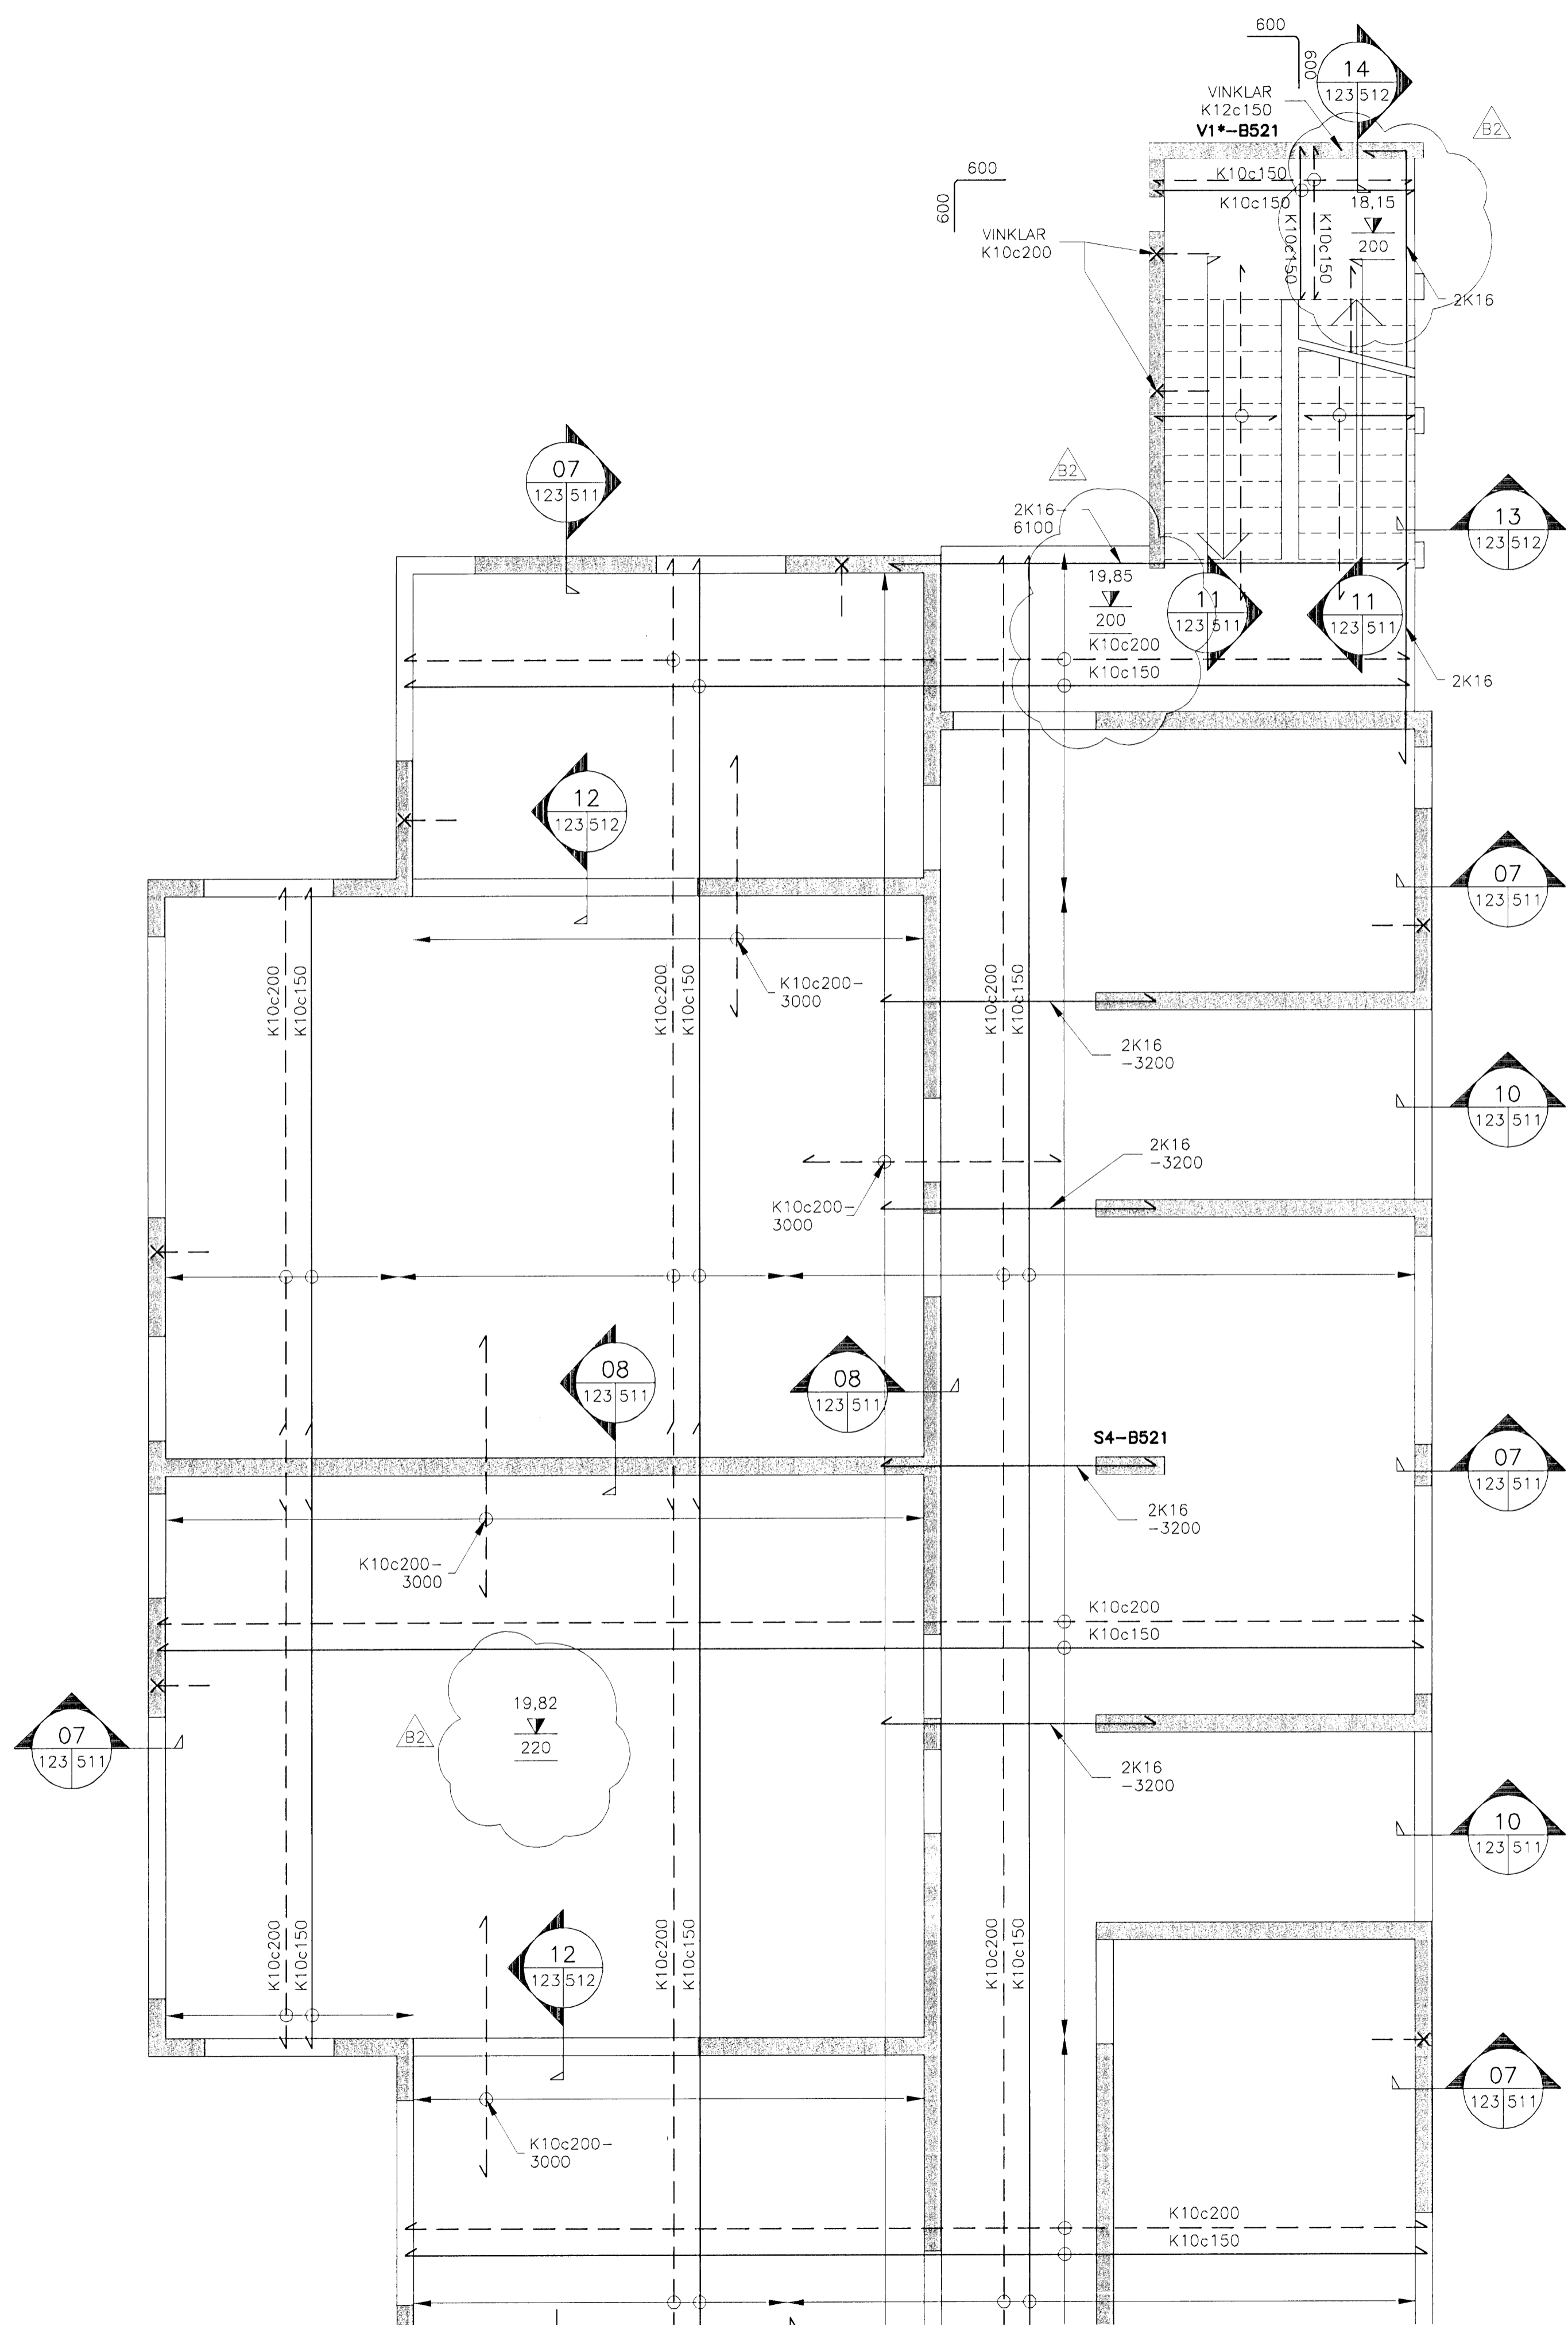 600
600
14
123 512
VINKLAR
K12c150
V1*-B521
B2
600
600
K10c150
K10c150
18,15
200
K10c150
K10c150
VINKLAR
K10c200
2K16
07
123 511
B2
2K16-
6100
13
123 512
19,85
200
K10c200
K10c150
11
123 511
11
123 511
2K16
12
123 512
07
123 511
K10c200
K10c150
K10c200
K10c150
K10c200-
3000
K10c200
K10c150
2K16
-3200
10
123 511
2K16
-3200
K10c200-
3000
08
123 511
08
123 511
S4-B521
07
123 511
2K16
-3200
K10c200-
3000
K10c200
K10c150
19,82
220
B2
07
123 511
2K16
-3200
10
123 511
K10c200
K10c150
12
123 512
K10c200
K10c150
K10c200
K10c150
07
123 511
K10c200-
3000
K10c200
K10c150